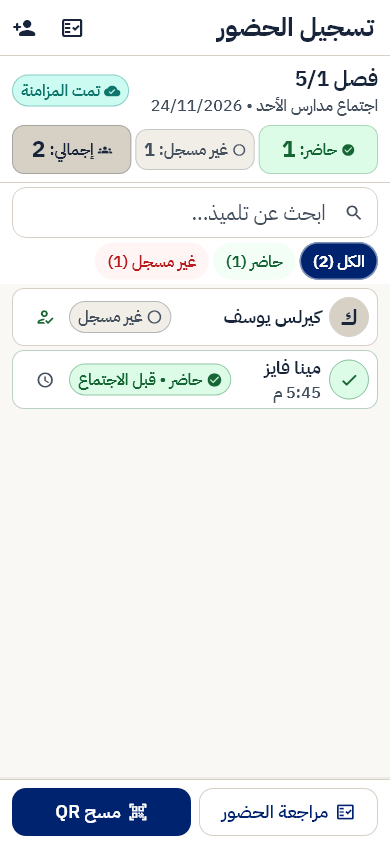 تسجيل الحضور
فصل 5/1
اجتماع مدارس الأحد • 24/11/2026
تمت المزامنة
حاضر: 1
غير مسجل: 1
إجمالي: 2
ابحث عن تلميذ...
الكل (2)
حاضر (1)
غير مسجل (1)
ك
كيرلس يوسف
غير مسجل
مينا فايز
5:45 م
حاضر • قبل الاجتماع
مراجعة الحضور
مسح QR